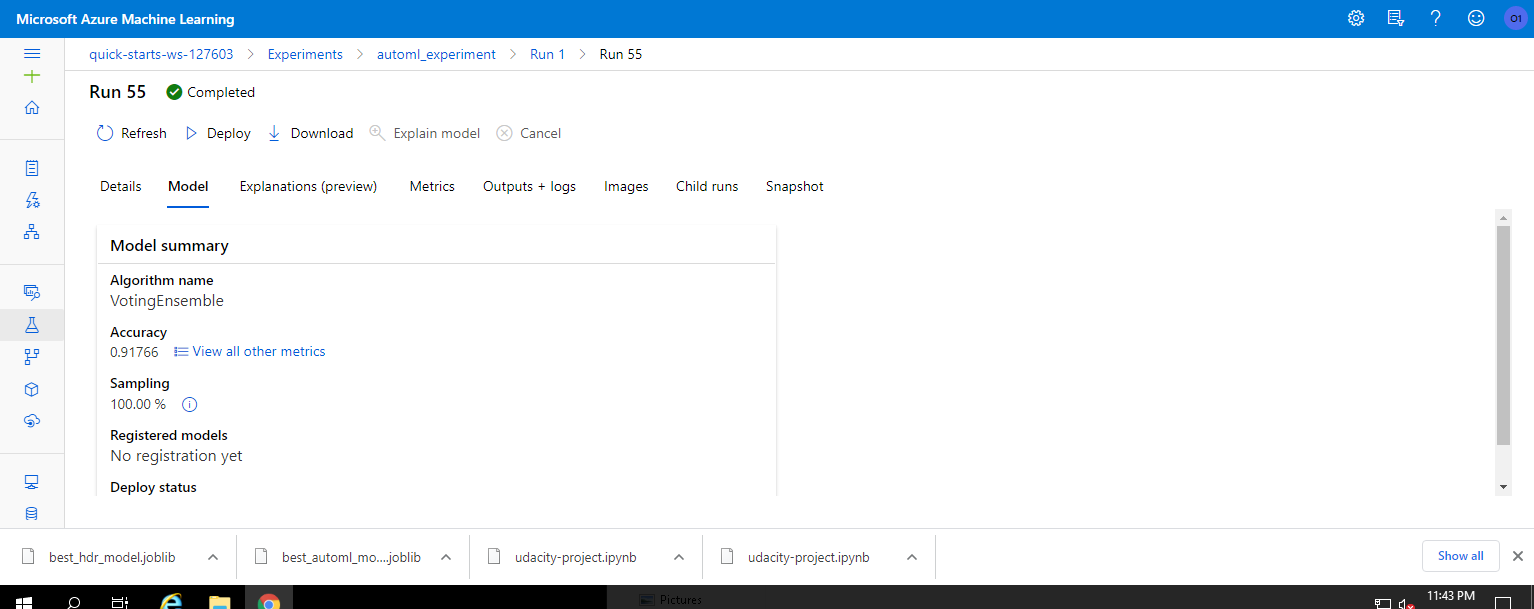 Microsoft Azure Machine Learning
O1
quick-starts-ws-127603 > Experiments > automl_experiment > Run 1 > Run 55
Run 55 Completed
Refresh Deploy Download Explain model Cancel
Details Model Explanations (preview) Metrics Outputs + logs Images Child runs Snapshot
Model summary
Algorithm name
VotingEnsemble
Accuracy
0.91766 View all other metrics
Sampling
100.00 %
Registered models
No registration yet
Deploy status
best_hdr_model.joblib best_automl_mo....joblib udacity-project.ipynb udacity-project.ipynb Show all
Pictures 11:43 PM